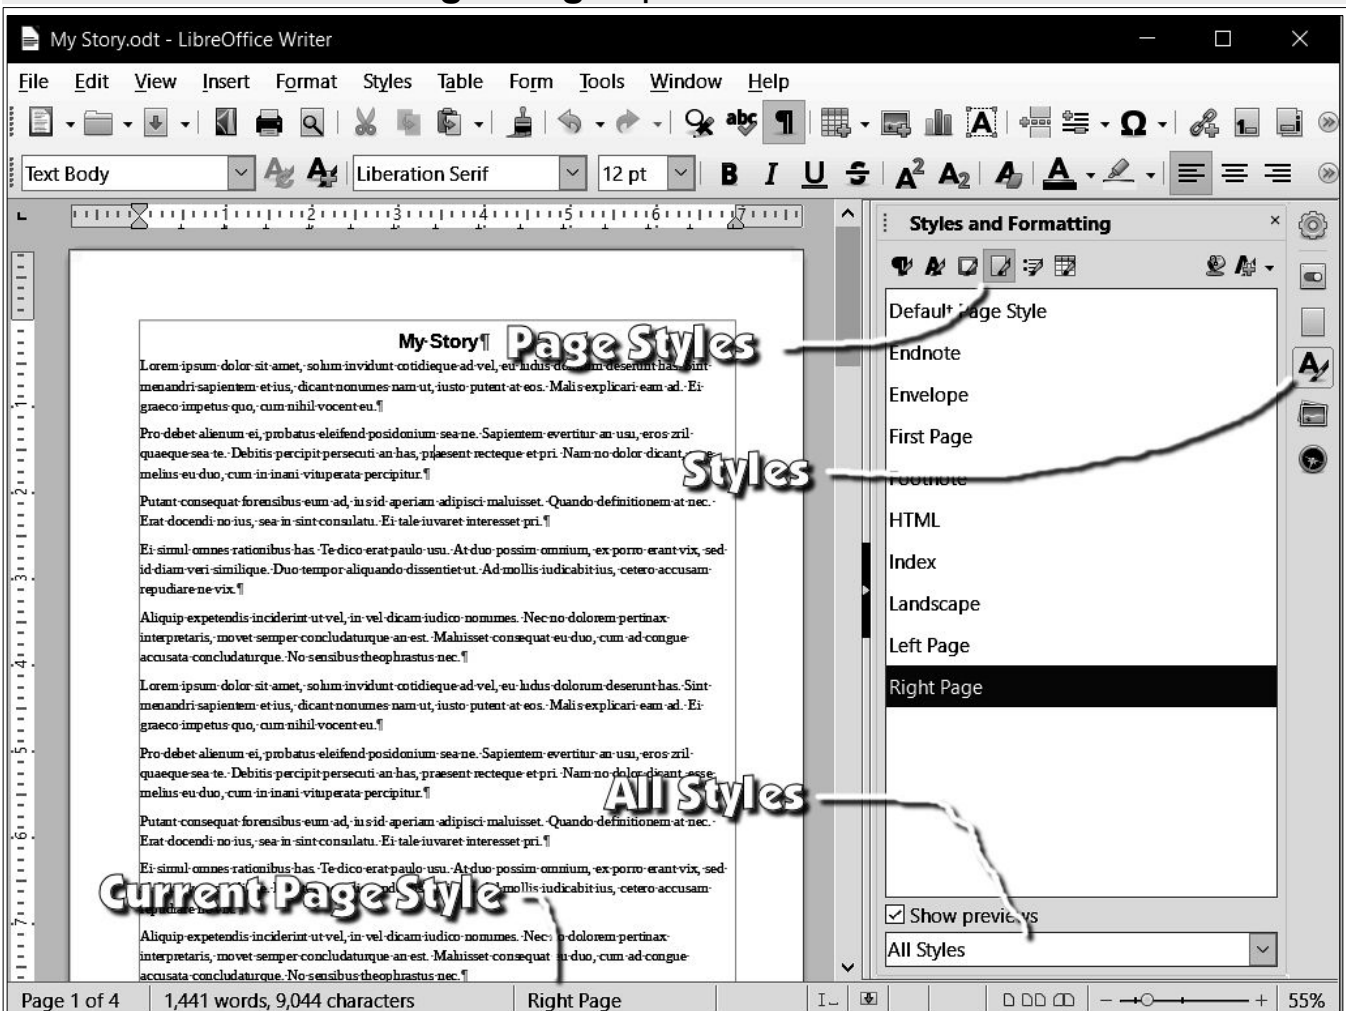 My Story.odt - LibreOffice Writer
File Edit View Insert Format Styles Table Form Tools Window Help
Text Body Liberation Serif 12 pt
Styles and Formatting
Default Page Style
Endnote
Envelope
First Page
Footnote
HTML
Index
Landscape
Left Page
Right Page
Show previews
All Styles
My·Story¶
Page Styles
Lorem·ipsum·dolor·sit·amet,·solum·invidunt·cotidieque·ad·vel,·eu·ludus·deserunt·has.·Sint·
menandri·sapientem·et·ius,·dicant·nonumes·nam·ut,·iusto·putent·at·eos.·Malis·explicari·eam·ad.·Ei·
graeco·impetus·quo,·cum·nihil·vocent·eu.¶
Pro·debet·alienum·ei,·probatus·eleifend·posidonium·sea·ne.·Sapientem·evertitur·an·usu,·eros·zril·
quaeque·sea·te.·Debitis·percipit·persecuti·an·has,·praesent·recteque·et·pri.·Nam·no·dolor·dicant,·esse·
melius·eu·duo,·cum·in·inani·vituperata·percipitur.¶
Styles
Putant·consequat·forensibus·eum·ad,·ius·id·aperiam·adipisci·maluisset.·Quando·definitionem·at·nec.·
Erat·docendi·no·ius,·sea·in·sint·consulatu.·Ei·tale·iuvaret·interesset·pri.¶
Ei·simul·omnes·rationibus·has.·Te·dico·erat·paulo·usu.·At·duo·possim·omnium,·ex·porro·erant·vix,·sed·
id·diam·veri·similique.·Duo·tempor·aliquando·dissentiet·ut.·Ad·mollis·iudicabit·ius,·cetero·accusam·
repudiare·ne·vix.¶
Aliquip·expetendis·inciderint·ut·vel,·in·vel·dicam·iudico·nonumes.·Nec·no·dolorem·pertinax·
interpretaris,·movet·semper·concludaturque·an·est.·Maluisset·consequat·eu·duo,·cum·ad·congue·
accusata·concludaturque.·No·sensibus·theophrastus·nec.¶
Lorem·ipsum·dolor·sit·amet,·solum·invidunt·cotidieque·ad·vel,·eu·ludus·dolorum·deserunt·has.·Sint·
menandri·sapientem·et·ius,·dicant·nonumes·nam·ut,·iusto·putent·at·eos.·Malis·explicari·eam·ad.·Ei·
graeco·impetus·quo,·cum·nihil·vocent·eu.¶
Pro·debet·alienum·ei,·probatus·eleifend·posidonium·sea·ne.·Sapientem·evertitur·an·usu,·eros·zril·
quaeque·sea·te.·Debitis·percipit·persecuti·an·has,·praesent·recteque·et·pri.·Nam·no·dolor·dicant,·esse·
melius·eu·duo,·cum·in·inani·vituperata·percipitur.¶
All Styles
Putant·consequat·forensibus·eum·ad,·ius·id·aperiam·adipisci·maluisset.·Quando·definitionem·at·nec.·
Erat·docendi·no·ius,·sea·in·sint·consulatu.·Ei·tale·iuvaret·interesset·pri.¶
Ei·simul·omnes·rationibus·has.·Te·dico·erat·paulo·usu.·At·duo·possim·omnium,·ex·porro·erant·vix,·sed·
mollis·iudicabit·ius,·cetero·accusam·
Current Page Style
Aliquip·expetendis·inciderint·ut·vel,·in·vel·dicam·iudico·nonumes.·Nec·no·dolorem·pertinax·
interpretaris,·movet·semper·concludaturque·an·est.·Maluisset·consequat·eu·duo,·cum·ad·congue·
accusata·concludaturque.·No·sensibus·theophrastus·nec.¶
Page 1 of 4 1,441 words, 9,044 characters Right Page 55%